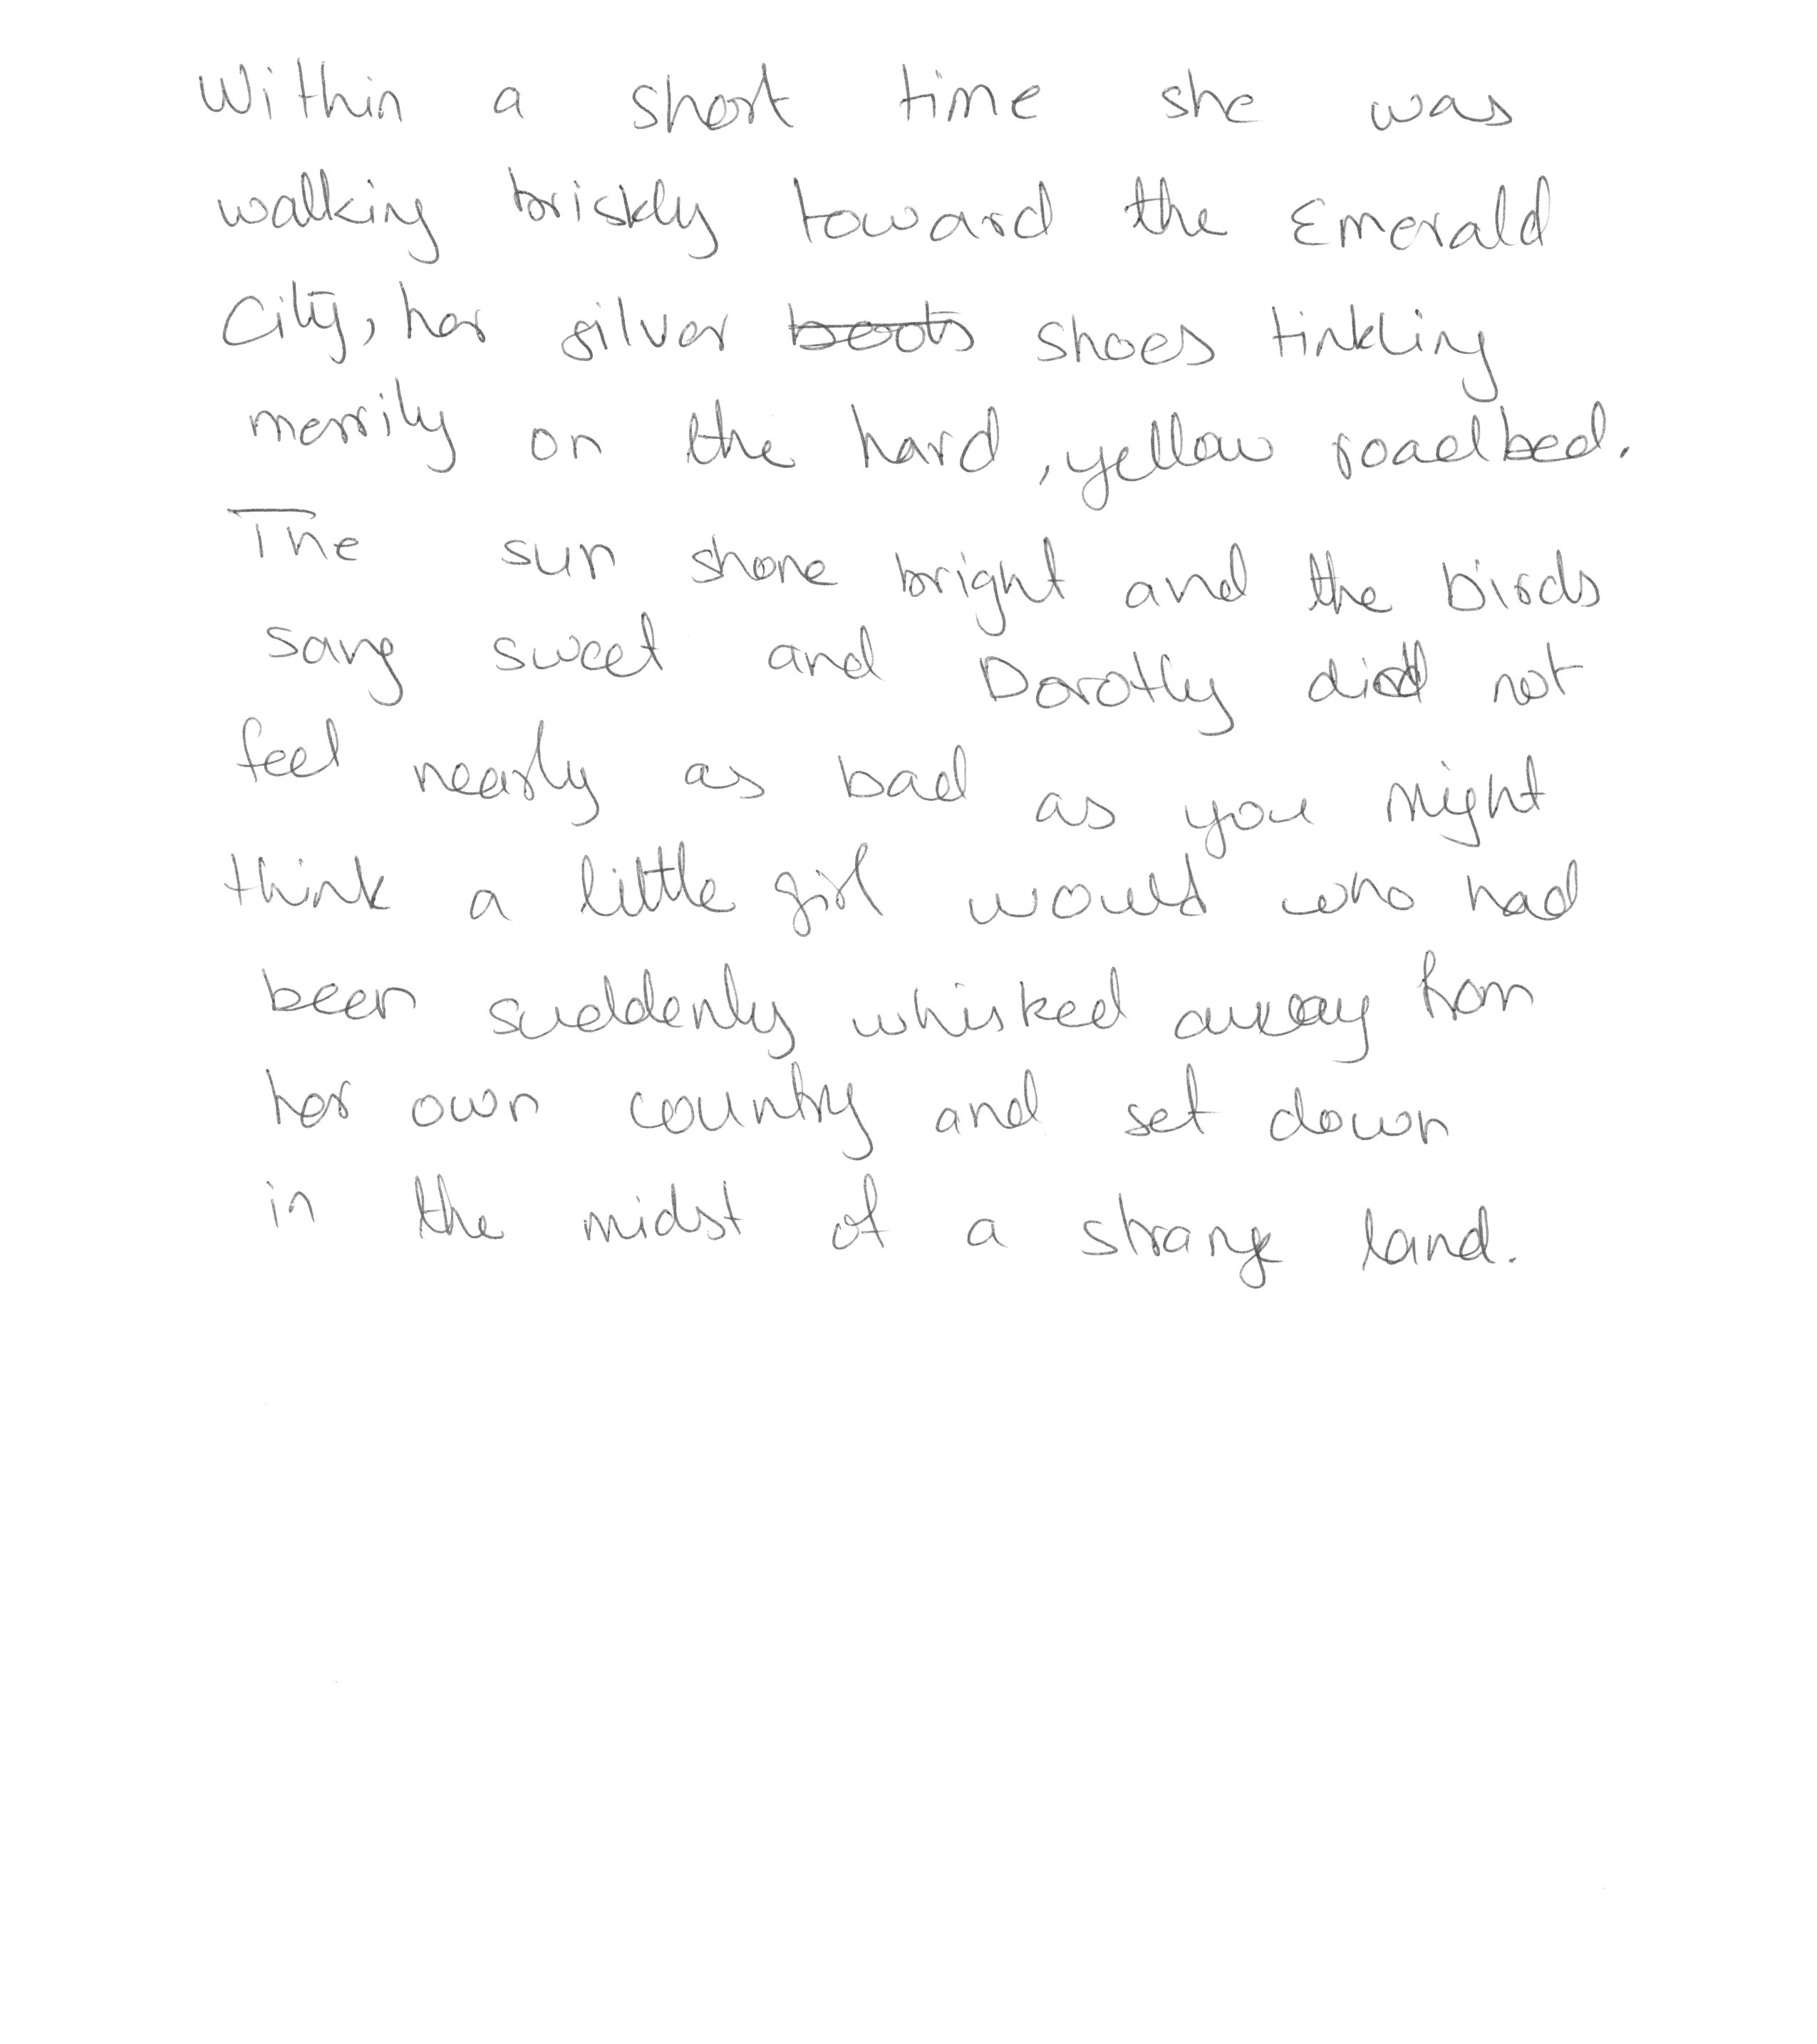 Within a short time she was
walking briskly toward the Emerald
City, her silver boots shoes tinkling
merrily on the hard, yellow roadbed.
The sun shone bright and the birds
sang sweet and Dorothy did not
feel nearly as bad as you might
think a little girl would who had
been suddenly whisked away from
her own country and set down
in the midst of a strange land.